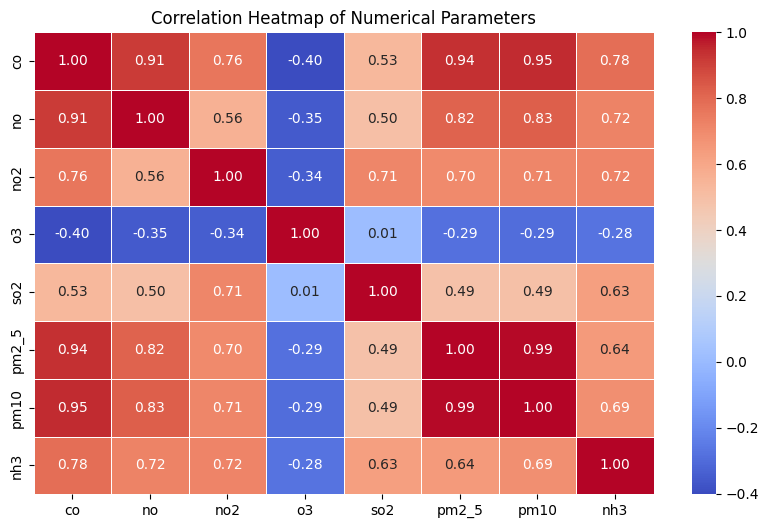 Correlation Heatmap of Numerical Parameters
co 1.00 0.91 0.76 -0.40 0.53 0.94 0.95 0.78
no 0.91 1.00 0.56 -0.35 0.50 0.82 0.83 0.72
no2 0.76 0.56 1.00 -0.34 0.71 0.70 0.71 0.72
o3 -0.40 -0.35 -0.34 1.00 0.01 -0.29 -0.29 -0.28
so2 0.53 0.50 0.71 0.01 1.00 0.49 0.49 0.63
pm2_5 0.94 0.82 0.70 -0.29 0.49 1.00 0.99 0.64
pm10 0.95 0.83 0.71 -0.29 0.49 0.99 1.00 0.69
nh3 0.78 0.72 0.72 -0.28 0.63 0.64 0.69 1.00
co no no2 o3 so2 pm2_5 pm10 nh3
1.0
0.8
0.6
0.4
0.2
0.0
−0.2
−0.4